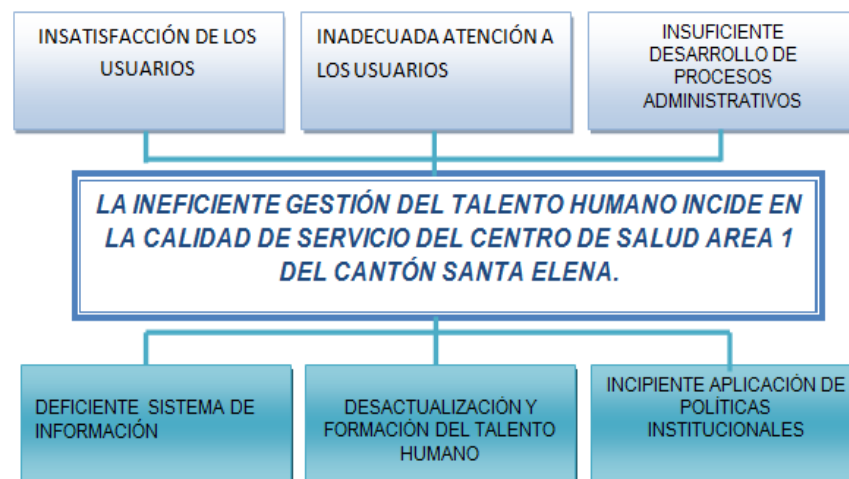 INSATISFACCIÓN DE LOS
USUARIOS
INADECUADA ATENCIÓN A
LOS USUARIOS
INSUFICIENTE
DESARROLLO DE
PROCESOS
ADMINISTRATIVOS
LA INEFICIENTE GESTIÓN DEL TALENTO HUMANO INCIDE EN
LA CALIDAD DE SERVICIO DEL CENTRO DE SALUD AREA 1
DEL CANTÓN SANTA ELENA.
DEFICIENTE SISTEMA DE
INFORMACIÓN
DESACTUALIZACIÓN Y
FORMACIÓN DEL TALENTO
HUMANO
INCIPIENTE APLICACIÓN DE
POLÍTICAS
INSTITUCIONALES